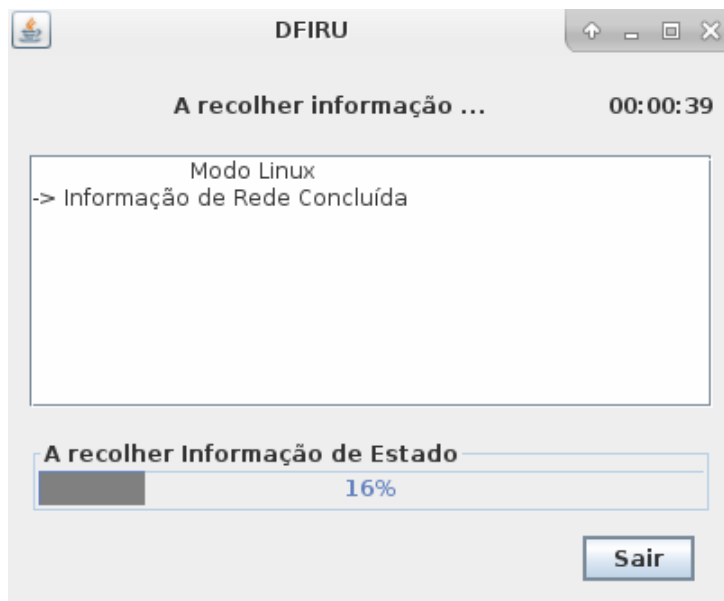 DFIRU
A recolher informação ... 00:00:39
Modo Linux
-> Informação de Rede Concluída
A recolher Informação de Estado
16%
Sair